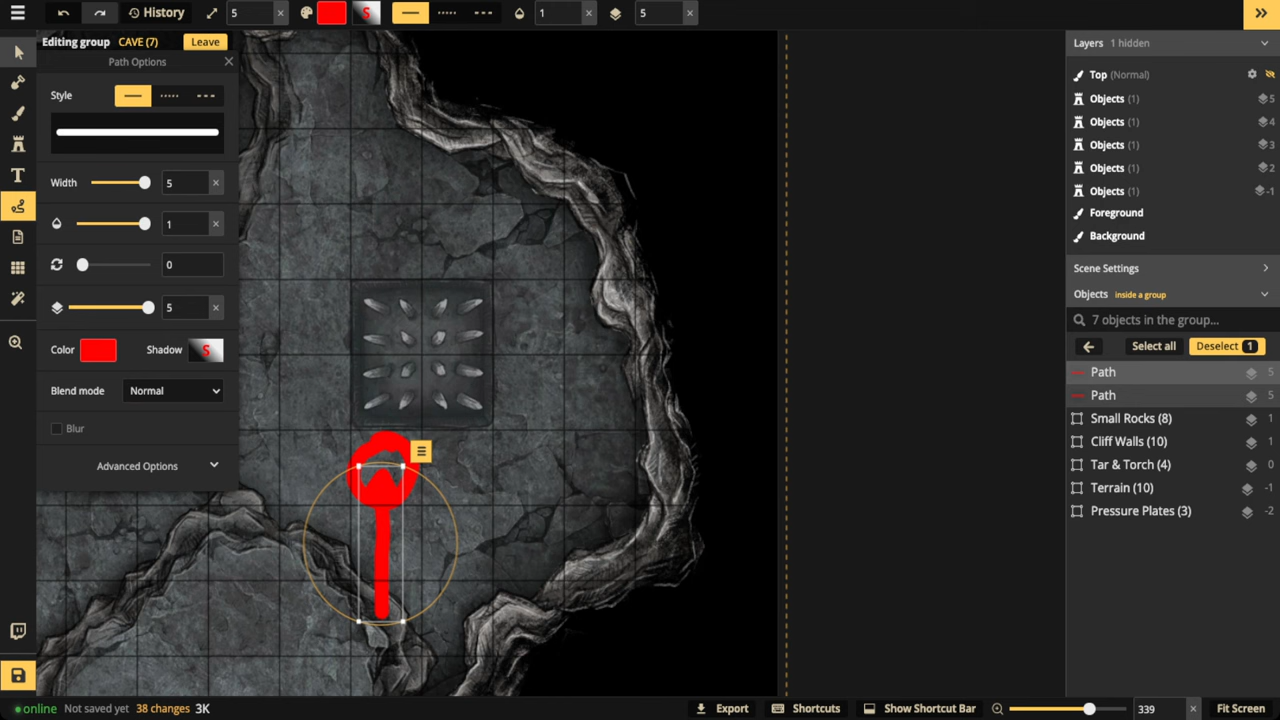 History
5
×
S
1
×
5
×
Editing group CAVE (7) Leave
Path Options
Style
Width 5 ×
1 ×
0
5 ×
Color Shadow S
Blend mode Normal
Blur
Advanced Options
Layers 1 hidden
Top (Normal)
Objects (1) 5
Objects (1) 4
Objects (1) 3
Objects (1) 2
Objects (1) -1
Foreground
Background
Scene Settings
Objects inside a group
7 objects in the group...
Select all Deselect 1
Path 5
Path 5
Small Rocks (8) 1
Cliff Walls (10) 1
Tar & Torch (4) 0
Terrain (10) -1
Pressure Plates (3) -2
online Not saved yet 38 changes 3K
Export Shortcuts Show Shortcut Bar 339 × Fit Screen